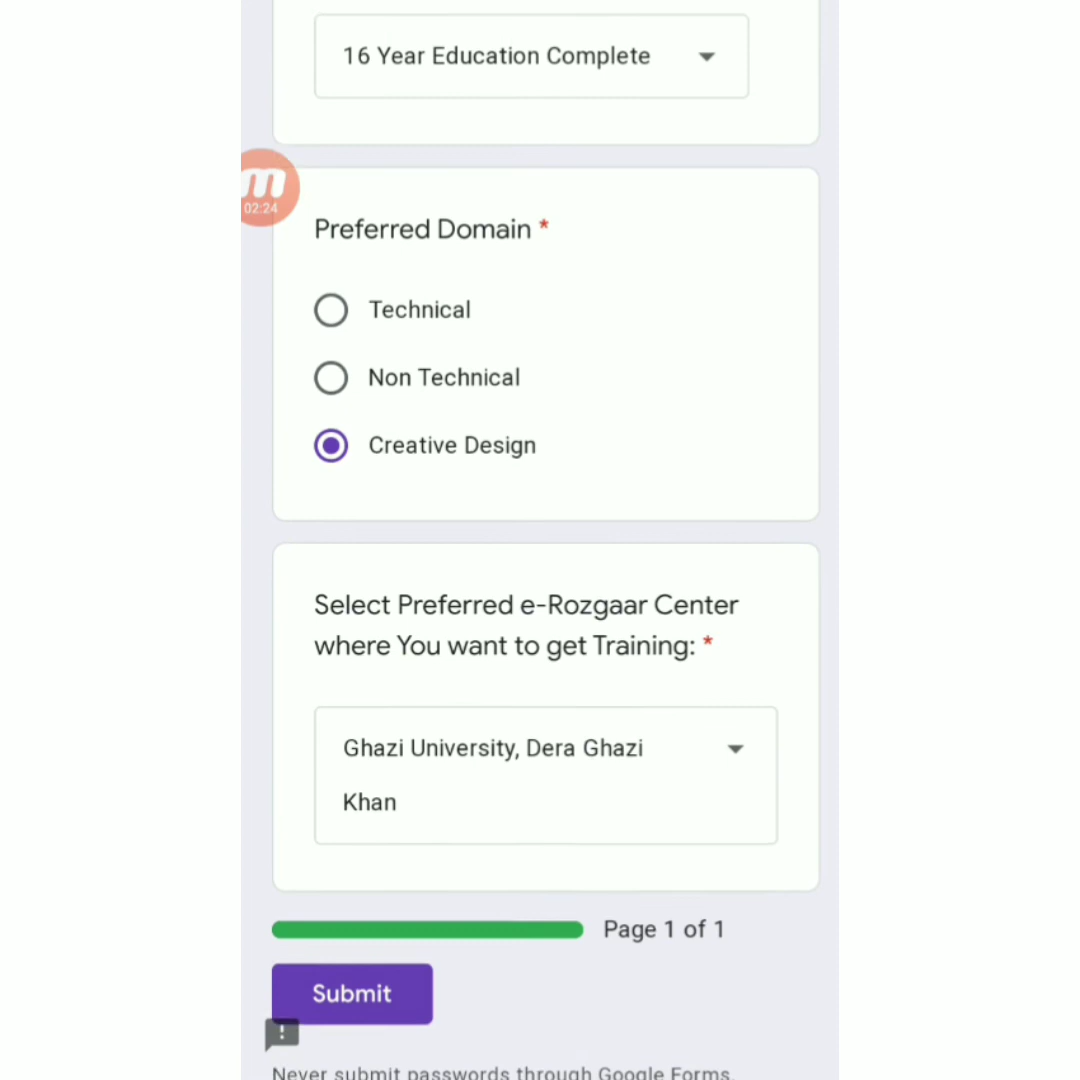 16 Year Education Complete
m
02:24
Preferred Domain *
Technical
Non Technical
Creative Design
Select Preferred e-Rozgaar Center
where You want to get Training: *
Ghazi University, Dera Ghazi
Khan
Page 1 of 1
Submit
!
Never submit passwords through Google Forms.